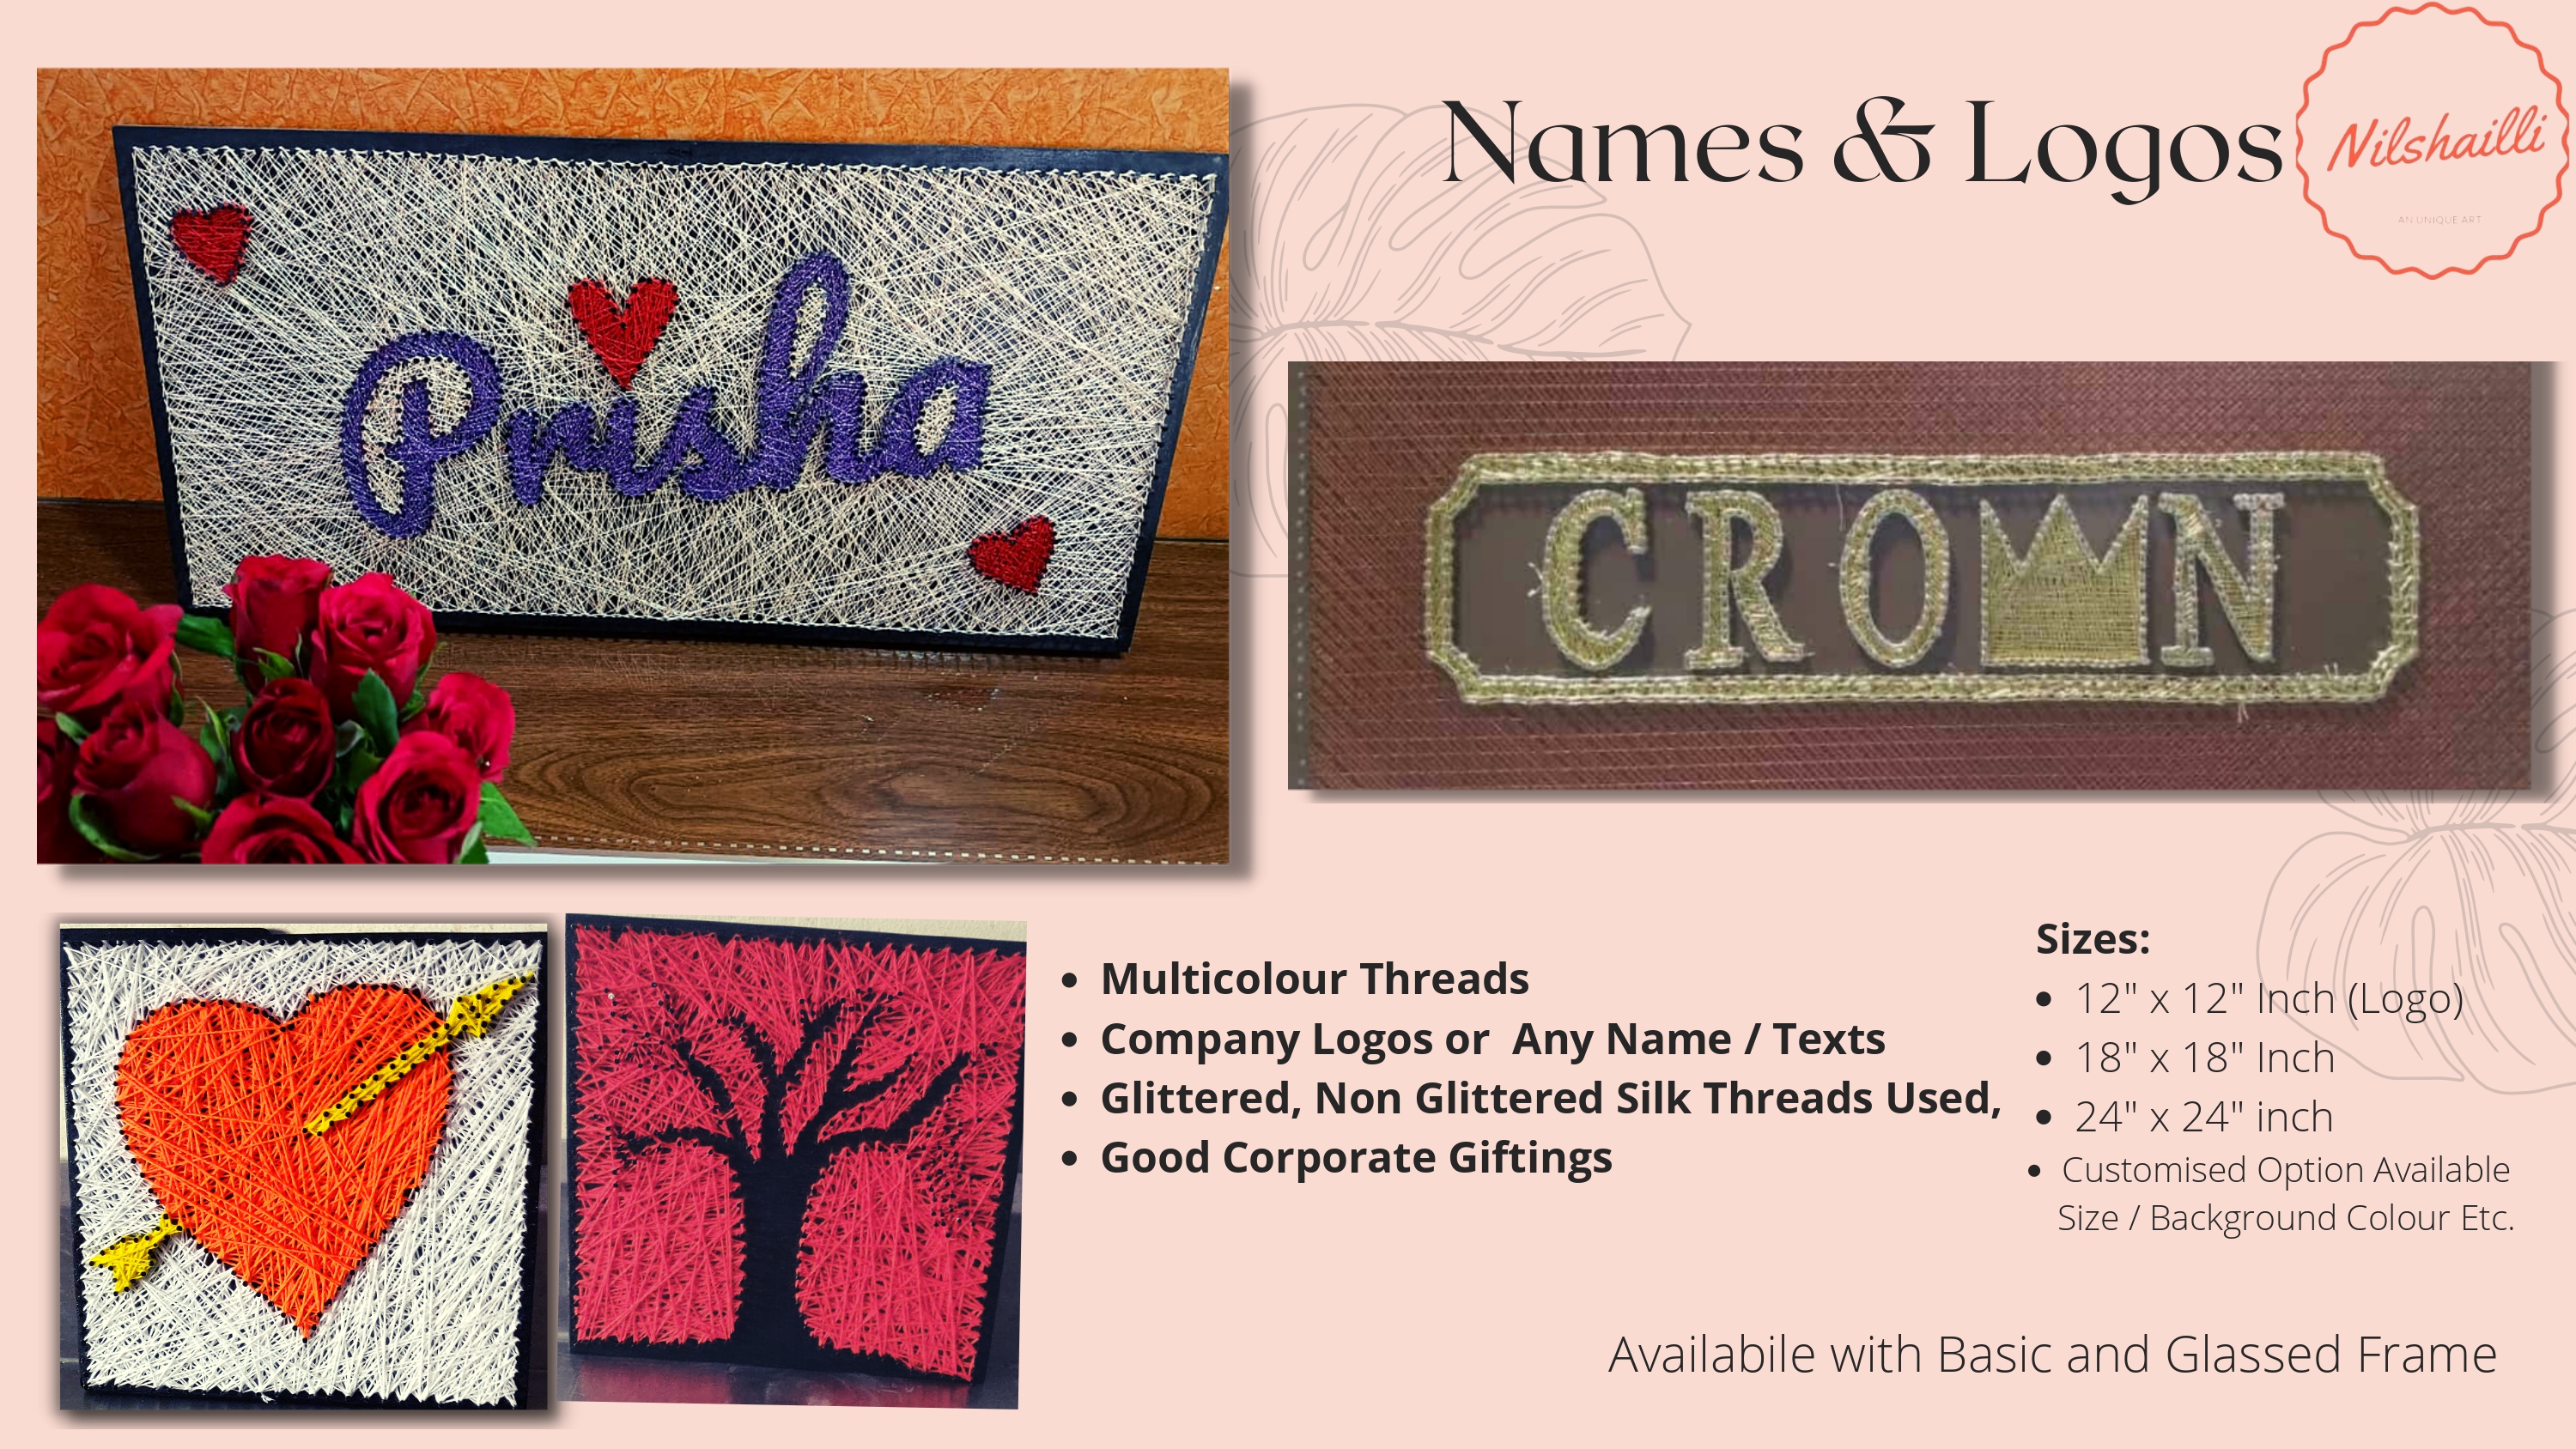 Names & Logos
Nilshailli
AN UNIQUE ART
Prisha
CRO N
Multicolour Threads
Company Logos or  Any Name / Texts
Glittered, Non Glittered Silk Threads Used,
Good Corporate Giftings
Sizes:
12" x 12" Inch (Logo)
18" x 18" Inch
24" x 24" inch
Customised Option Available
Size / Background Colour Etc.
Availabile with Basic and Glassed Frame